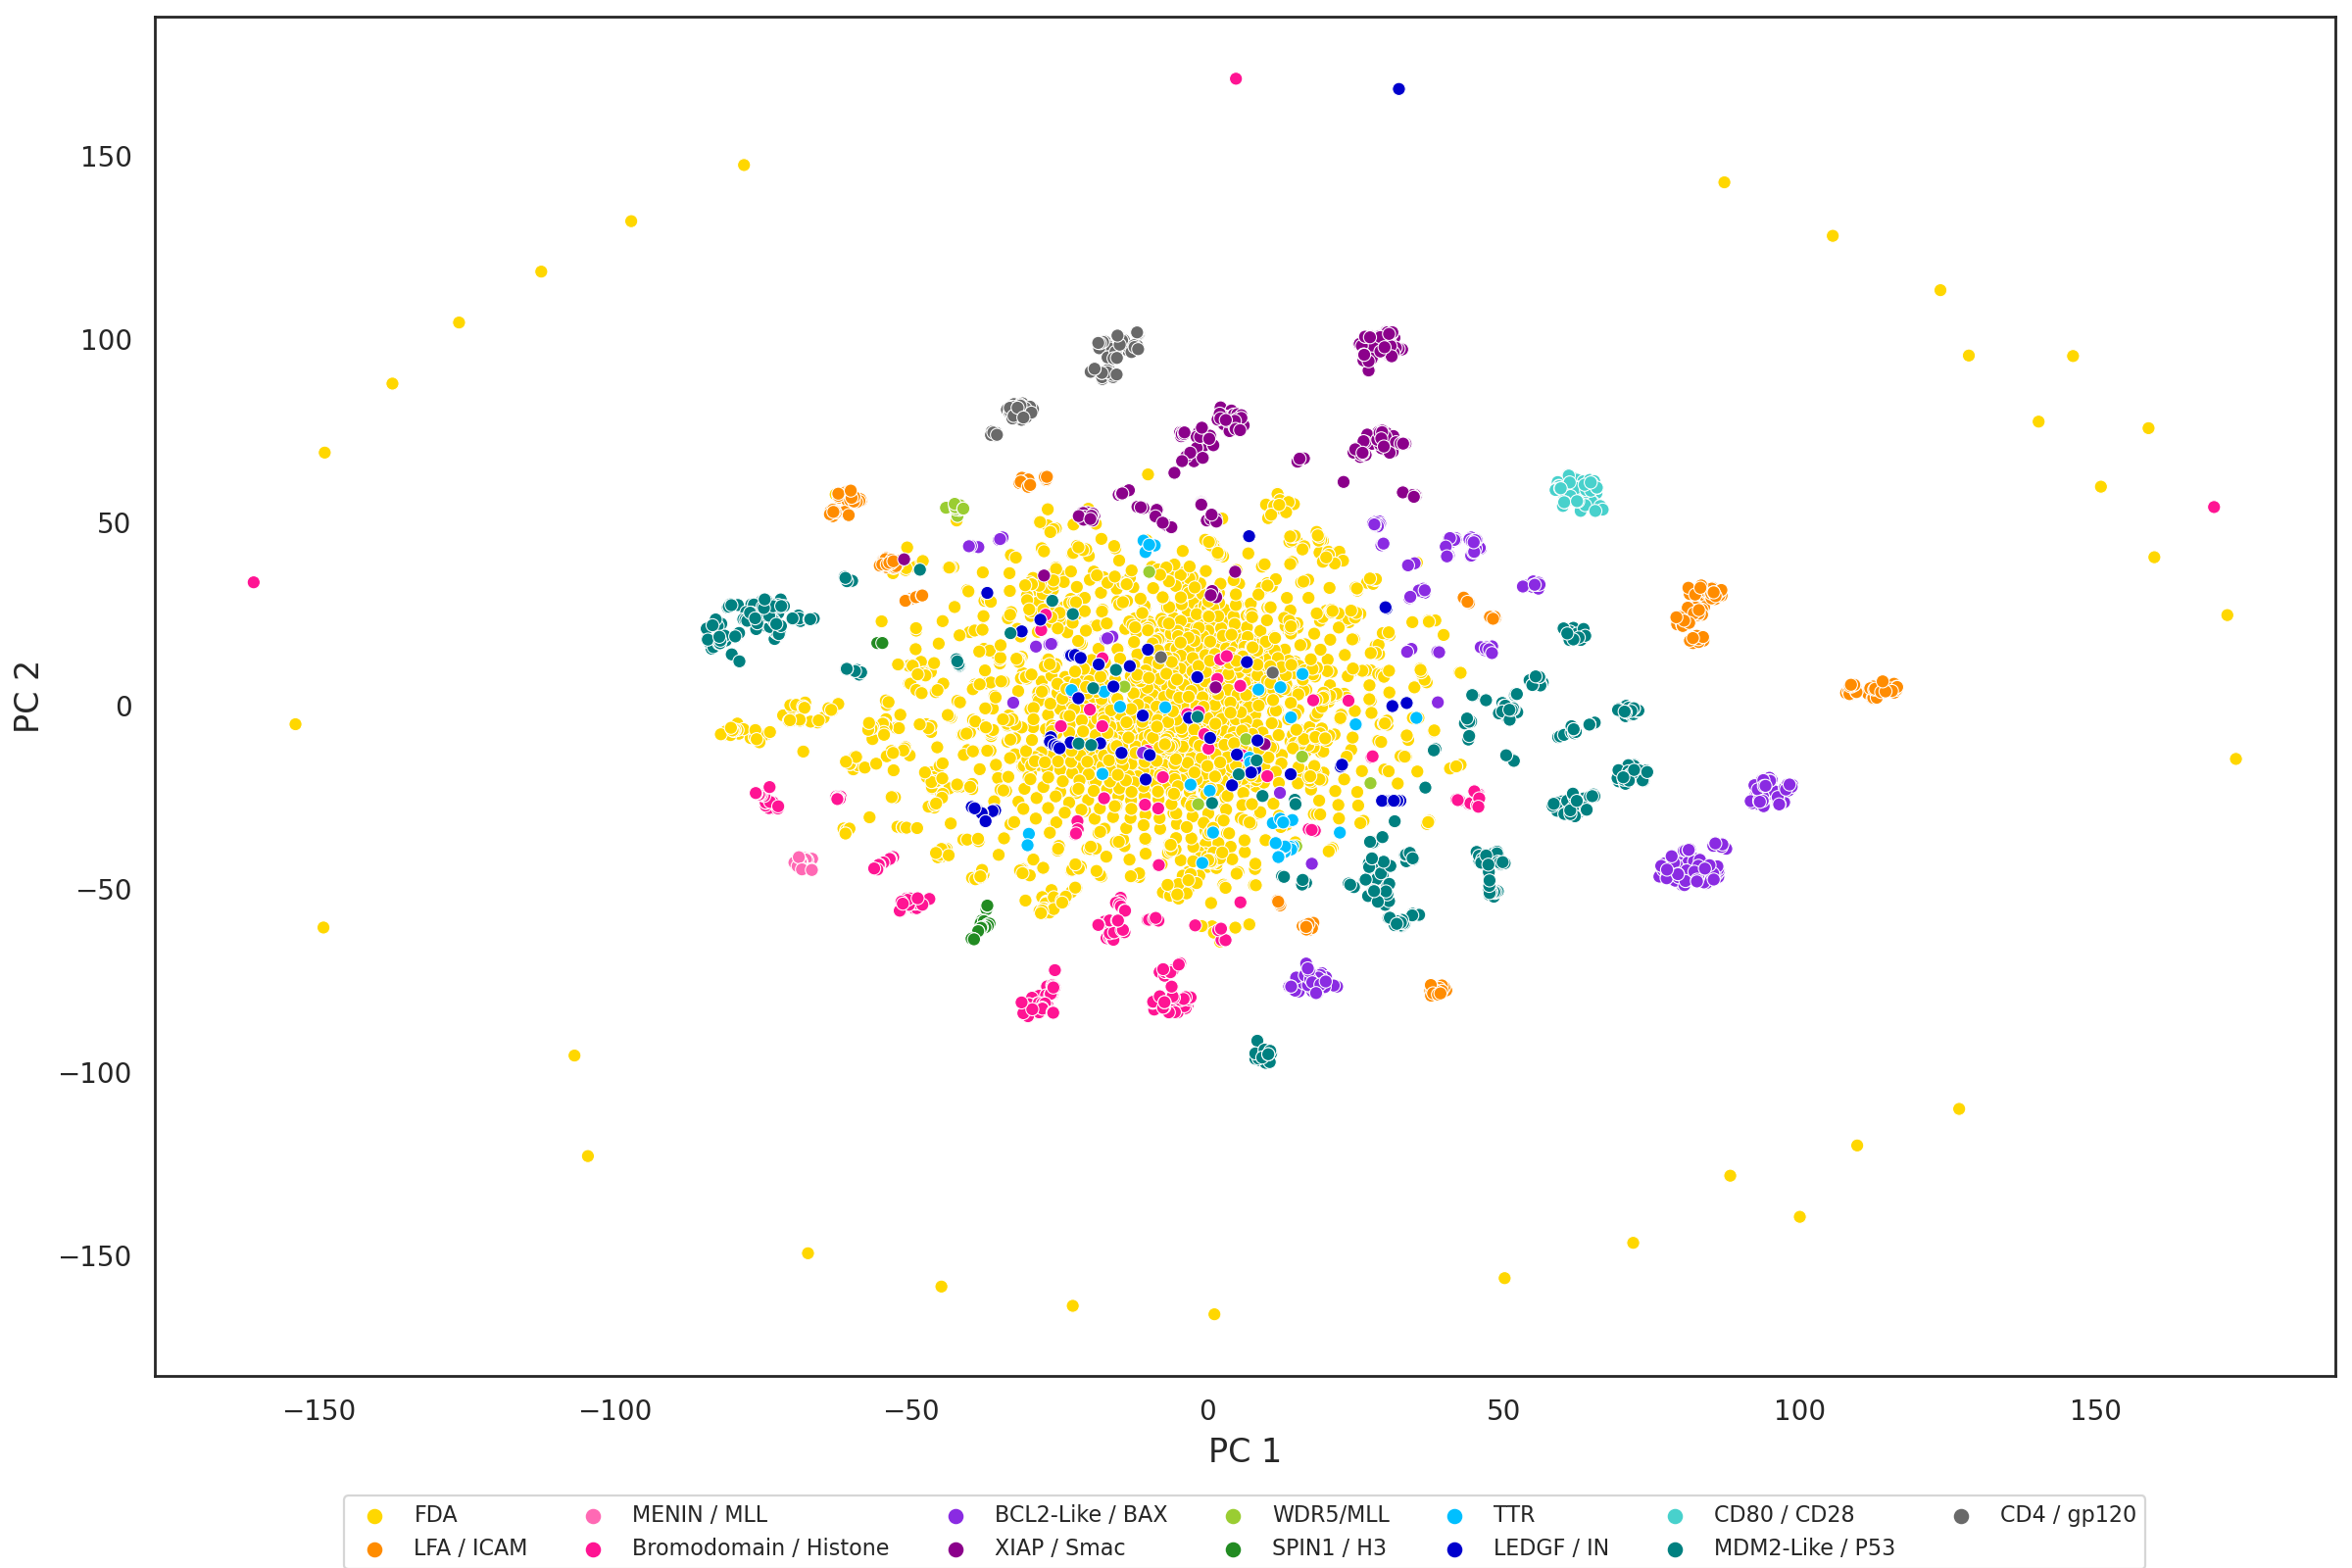 150
100
50
0
−50
−100
−150
PC 2
−150 −100 −50 0 50 100 150
PC 1
FDA MENIN / MLL BCL2-Like / BAX WDR5/MLL TTR CD80 / CD28 CD4 / gp120
LFA / ICAM Bromodomain / Histone XIAP / Smac SPIN1 / H3 LEDGF / IN MDM2-Like / P53